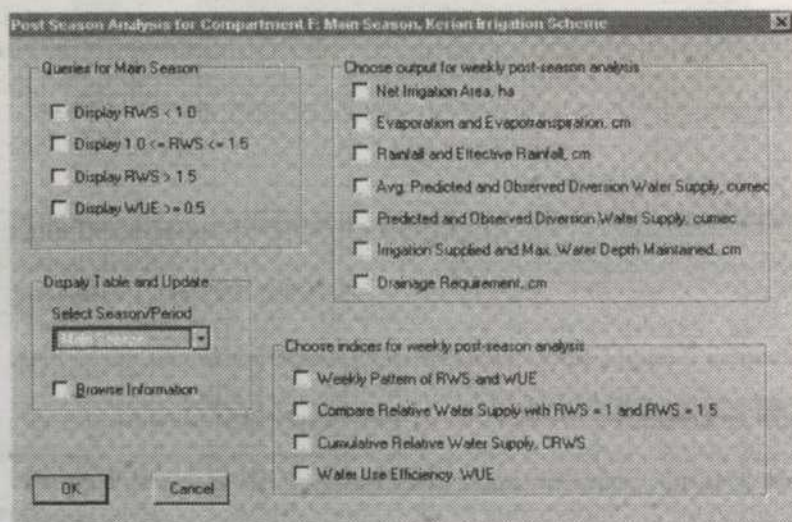 Post Season Analysis for Compartment F: Main Season, Kerian Irrigation Scheme
Queries for Main Season
Display RWS < 1.0
Display 1.0 <= RWS <= 1.5
Display RWS > 1.5
Display WUE >= 0.5
Dispaly Table and Update
Select Season/Period
Browse Information
OK
Cancel
Choose output for weekly post-season analysis
Net Irrigation Area, ha
Evaporation and Evapotranspiration, cm
Rainfall and Effective Rainfall, cm
Avg. Predicted and Observed Diversion Water Supply, cumec
Predicted and Observed Diversion Water Supply, cumec
Irrigation Supplied and Max. Water Depth Maintained, cm
Drainage Requirement, cm
Choose indices for weekly post-season analysis
Weekly Pattern of RWS and WUE
Compare Relative Water Supply with RWS = 1 and RWS = 1.5
Cumulative Relative Water Supply, CRWS
Water Use Efficiency, WUE